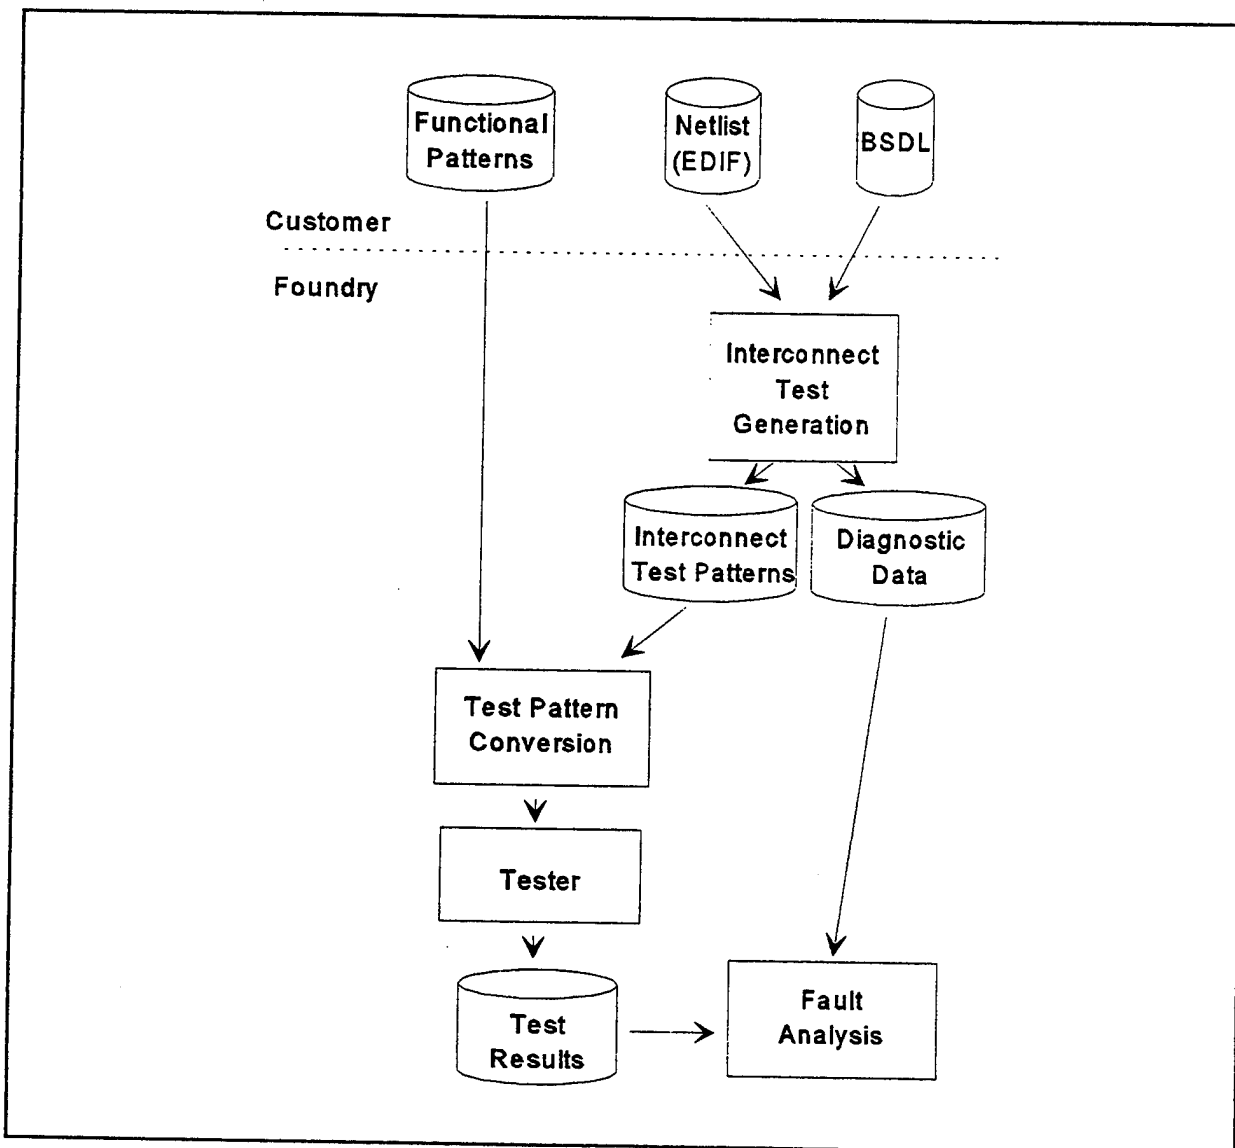 Functional
Patterns
Netlist
(EDIF)
BSDL
Customer
Foundry
Interconnect
Test
Generation
Interconnect
Test Patterns
Diagnostic
Data
Test Pattern
Conversion
Tester
Test
Results
Fault
Analysis